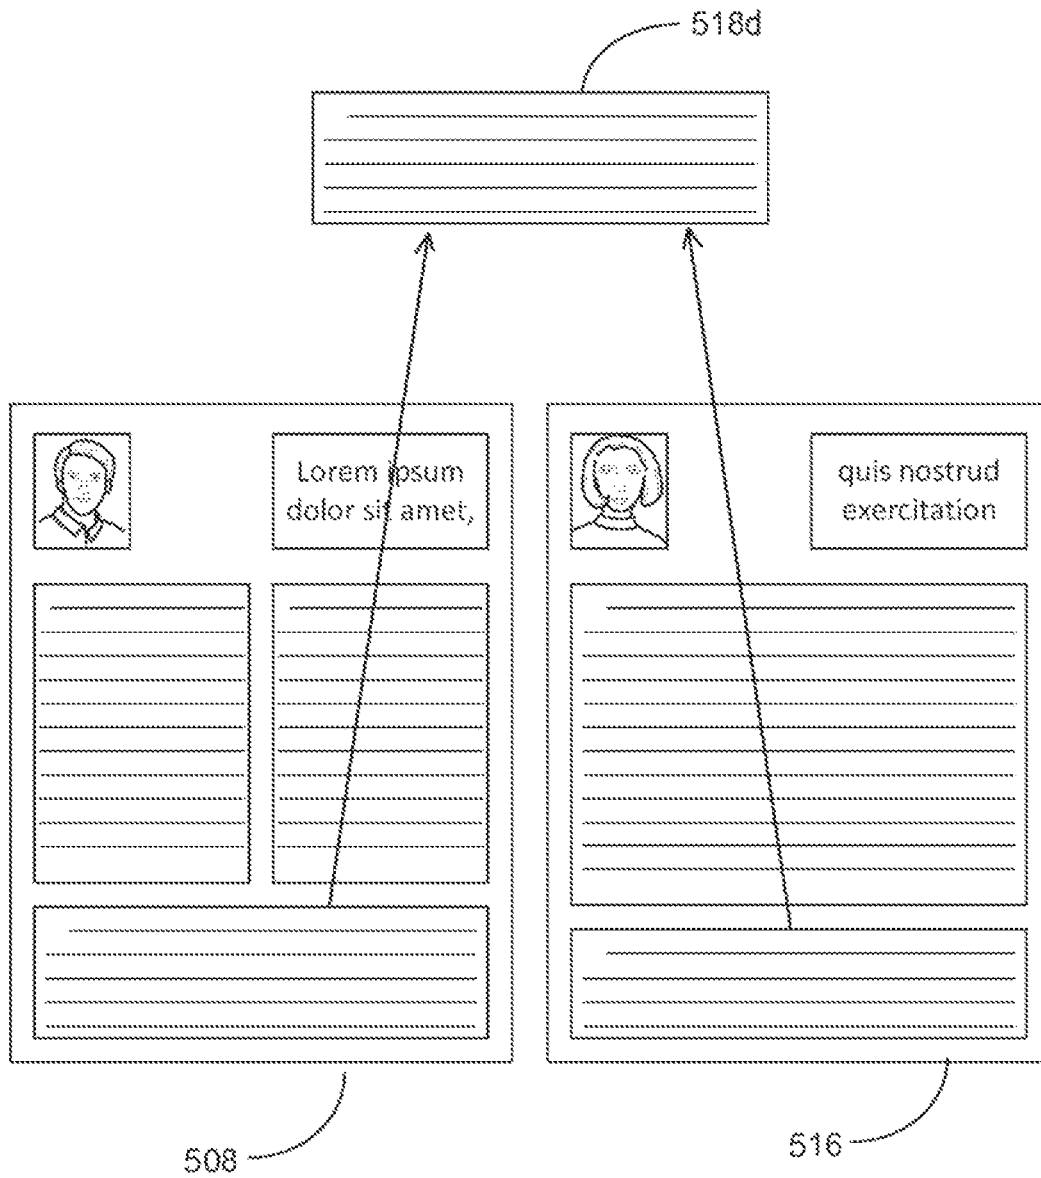 518d
Lorem ipsum
dolor sit amet,
quis nostrud
exercitation
508
516